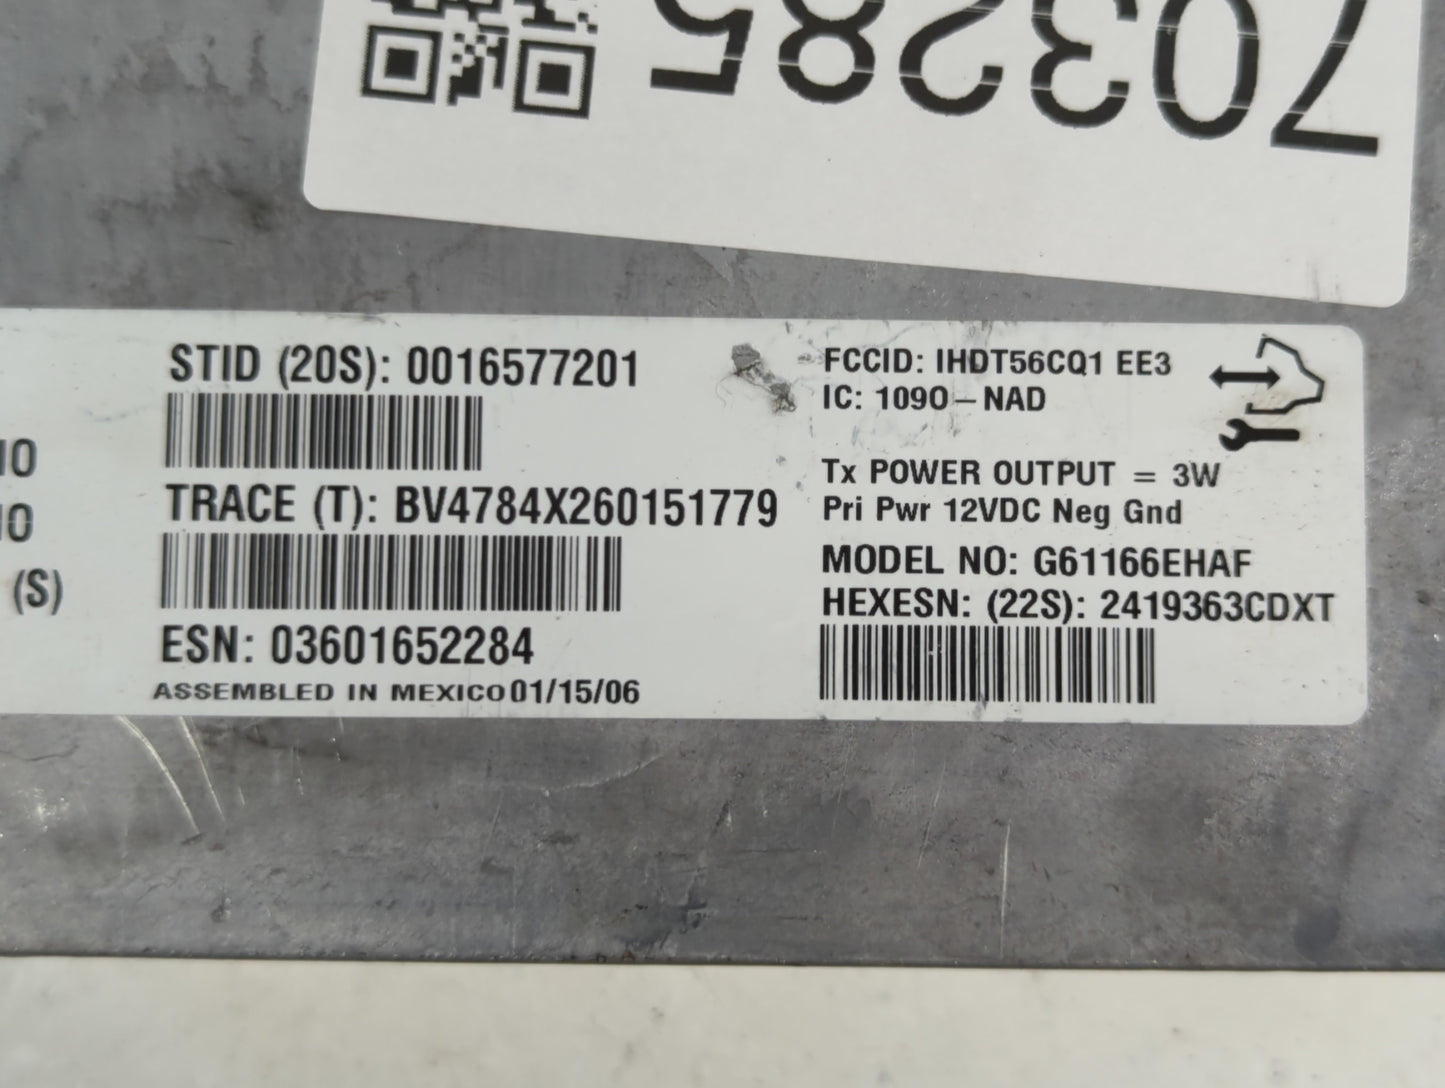 703285
STID (20S): 0016577201
TRACE (T): BV4784X260151779
ESN: 03601652284
ASSEMBLED IN MEXICO 01/15/06
(S)
FCCID: IHDT56CQ1 EE3
IC: 1090-NAD
Tx POWER OUTPUT = 3W
Pri Pwr 12VDC Neg Gnd
MODEL NO: G61166EHAF
HEXESN: (22S): 2419363CDXT